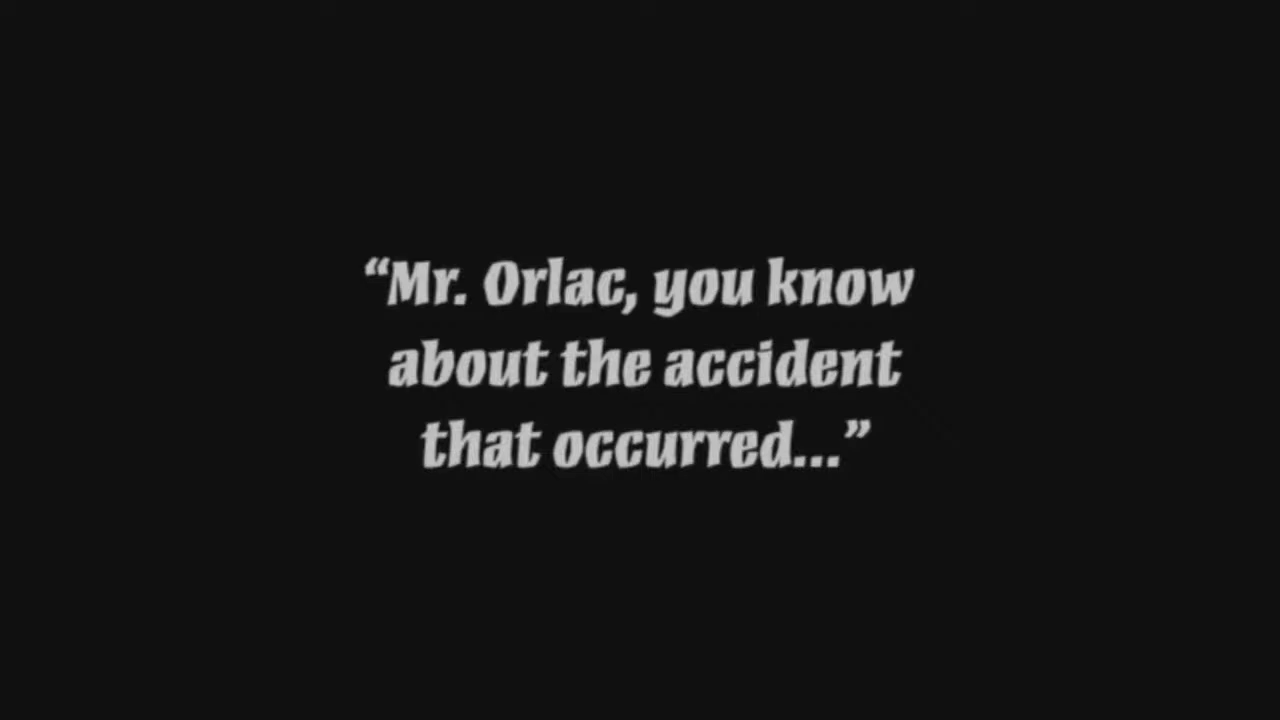 “Mr. Orlac, you know
about the accident
that occurred...”